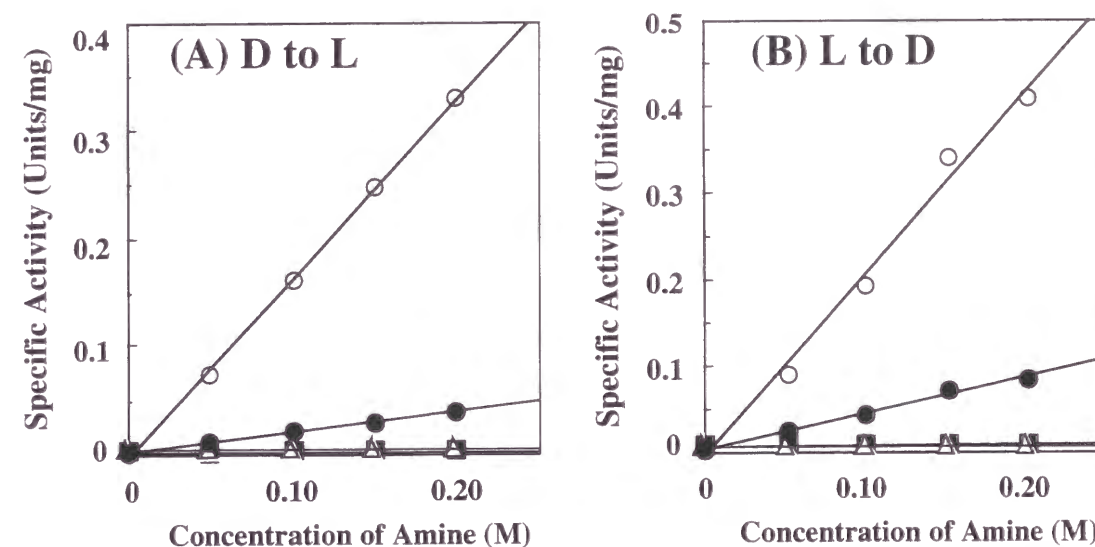 (A) D to L
Specific Activity (Units/mg)
0.4
0.3
0.2
0.1
0
0
0.10
0.20
Concentration of Amine (M)
(B) L to D
Specific Activity (Units/mg)
0.5
0.4
0.3
0.2
0.1
0
0
0.10
0.20
Concentration of Amine (M)